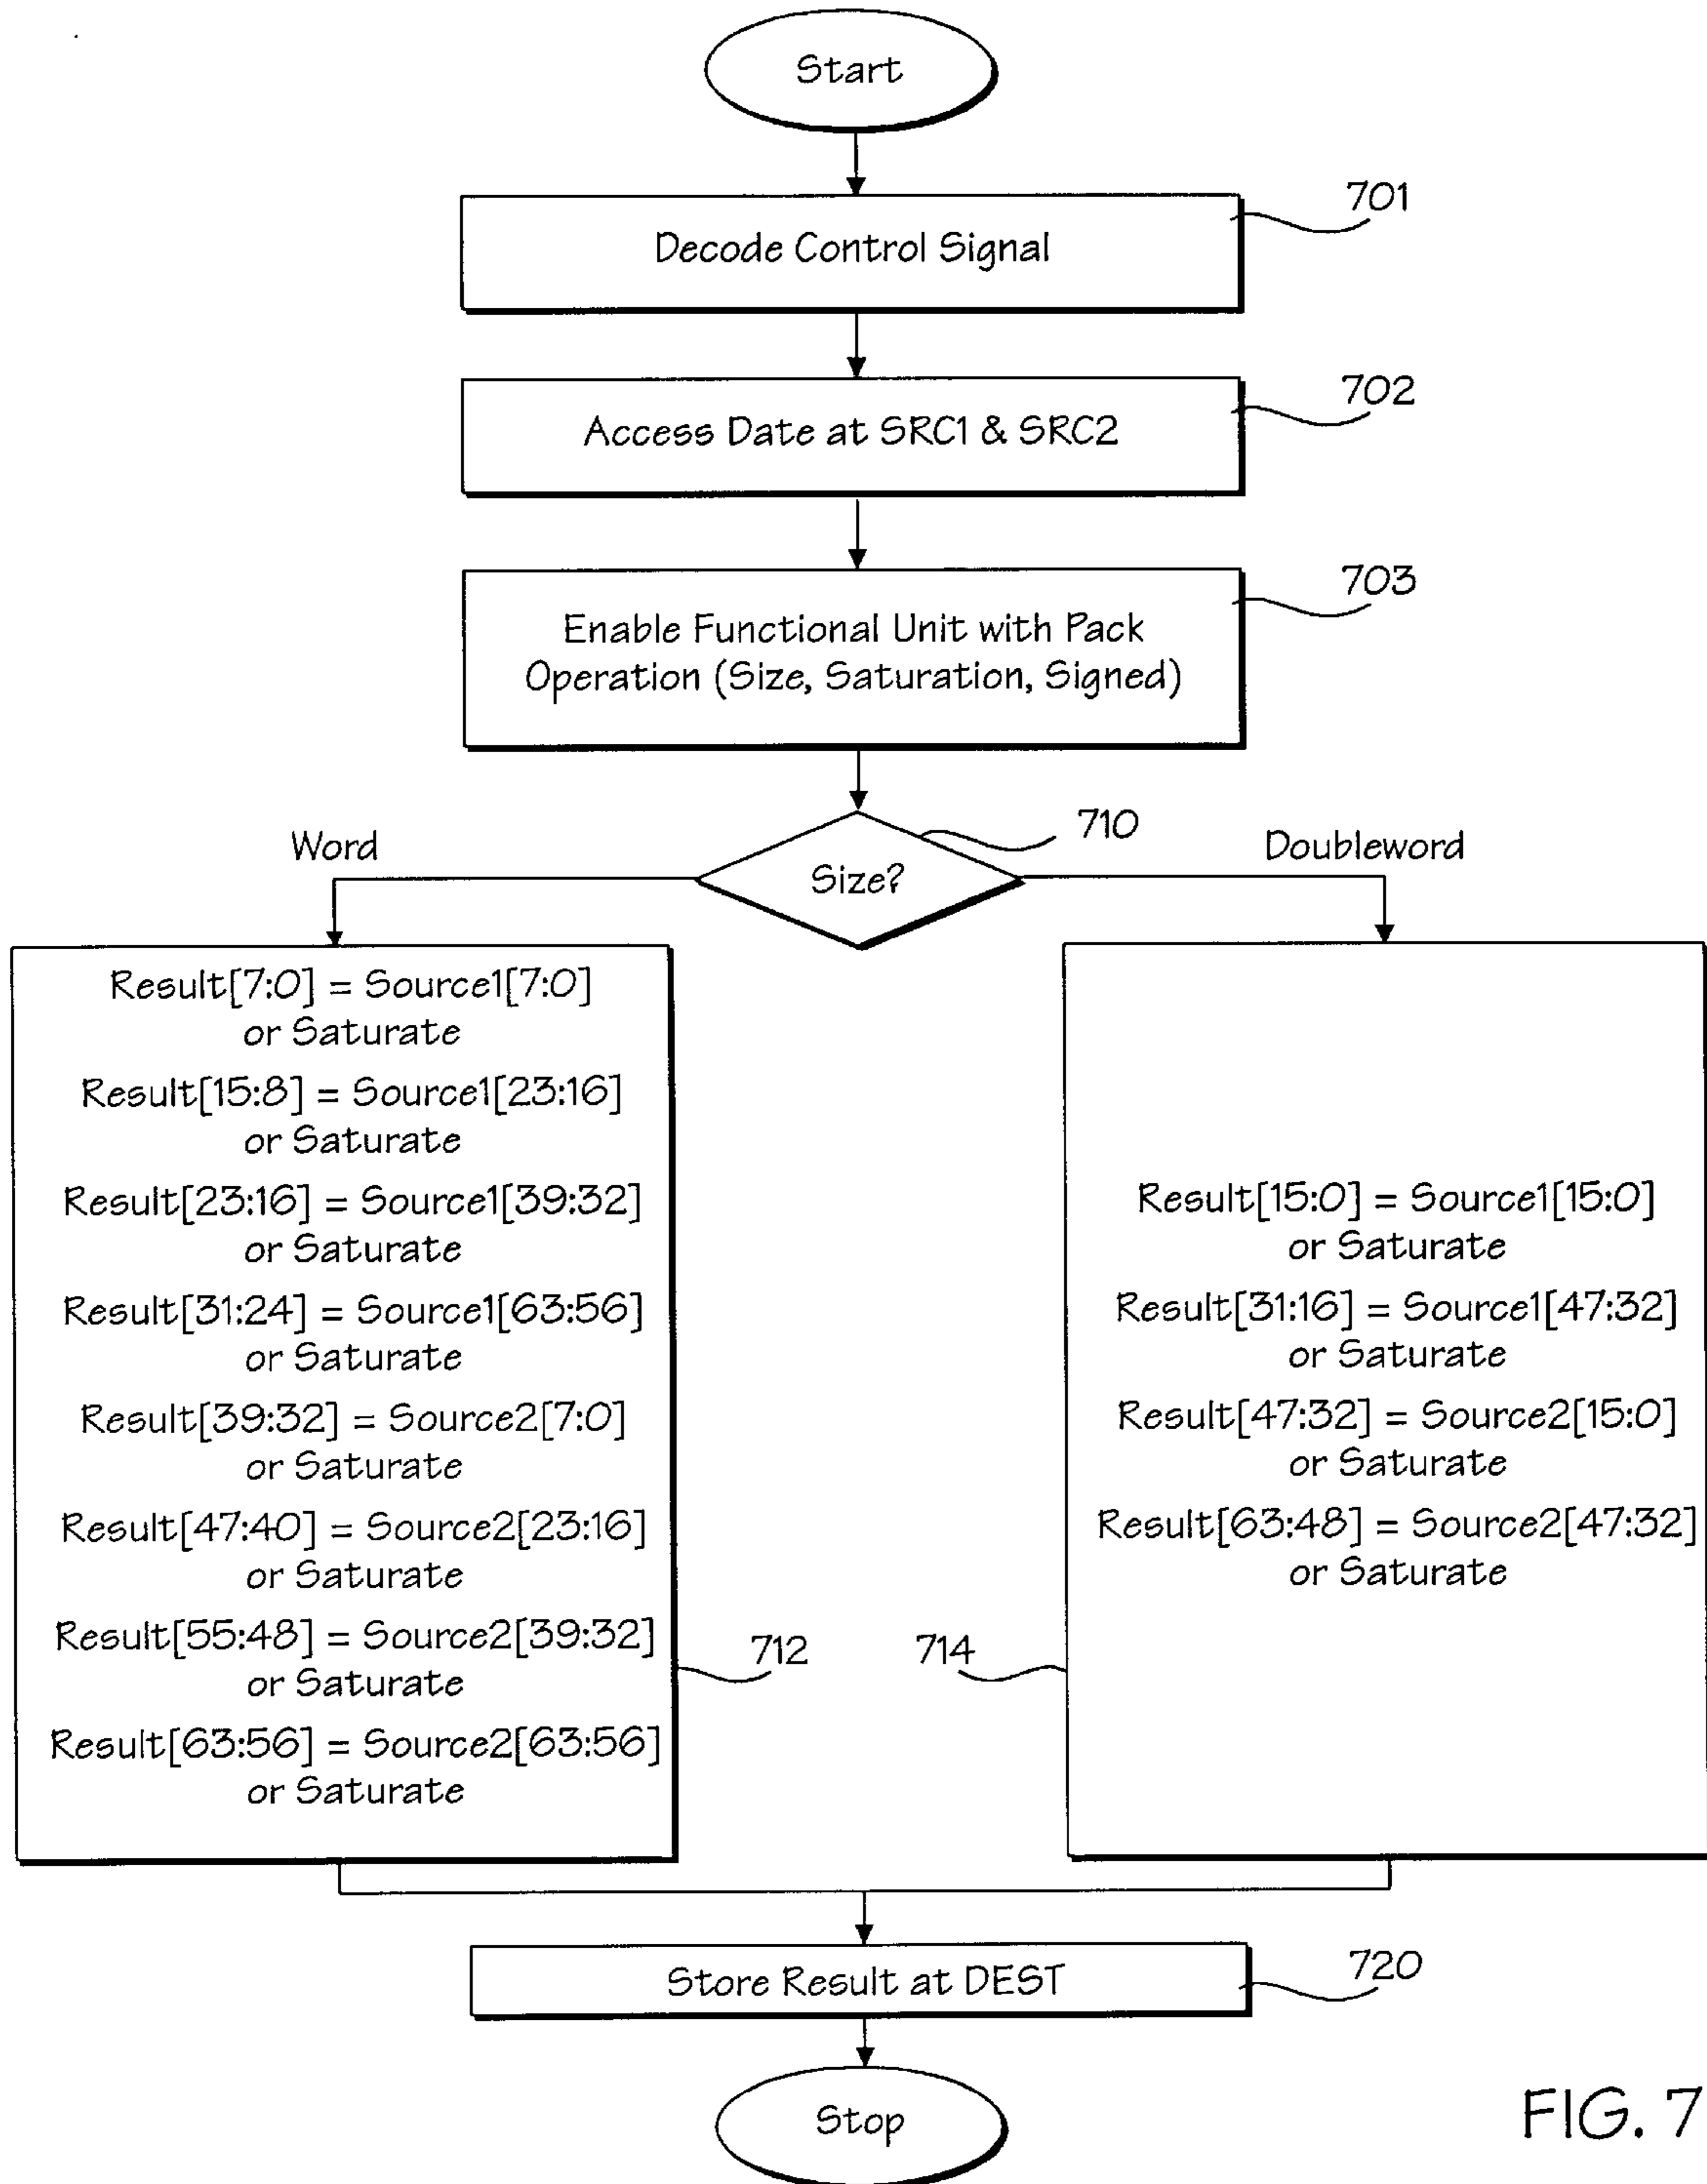 Start
701
Decode Control Signal
702
Access Date at SRC1 & SRC2
703
Enable Functional Unit with Pack
Operation (Size, Saturation, Signed)
710
Word
Size?
Doubleword
Result[7:0] = Source1[7:0]
or Saturate
Result[15:8] = Source1[23:16]
or Saturate
Result[23:16] = Source1[39:32]
or Saturate
Result[31:24] = Source1[63:56]
or Saturate
Result[39:32] = Source2[7:0]
or Saturate
Result[47:40] = Source2[23:16]
or Saturate
Result[55:48] = Source2[39:32]
or Saturate
Result[63:56] = Source2[63:56]
or Saturate
712
Result[15:0] = Source1[15:0]
or Saturate
Result[31:16] = Source1[47:32]
or Saturate
Result[47:32] = Source2[15:0]
or Saturate
Result[63:48] = Source2[47:32]
or Saturate
714
Store Result at DEST
720
Stop
FIG. 7